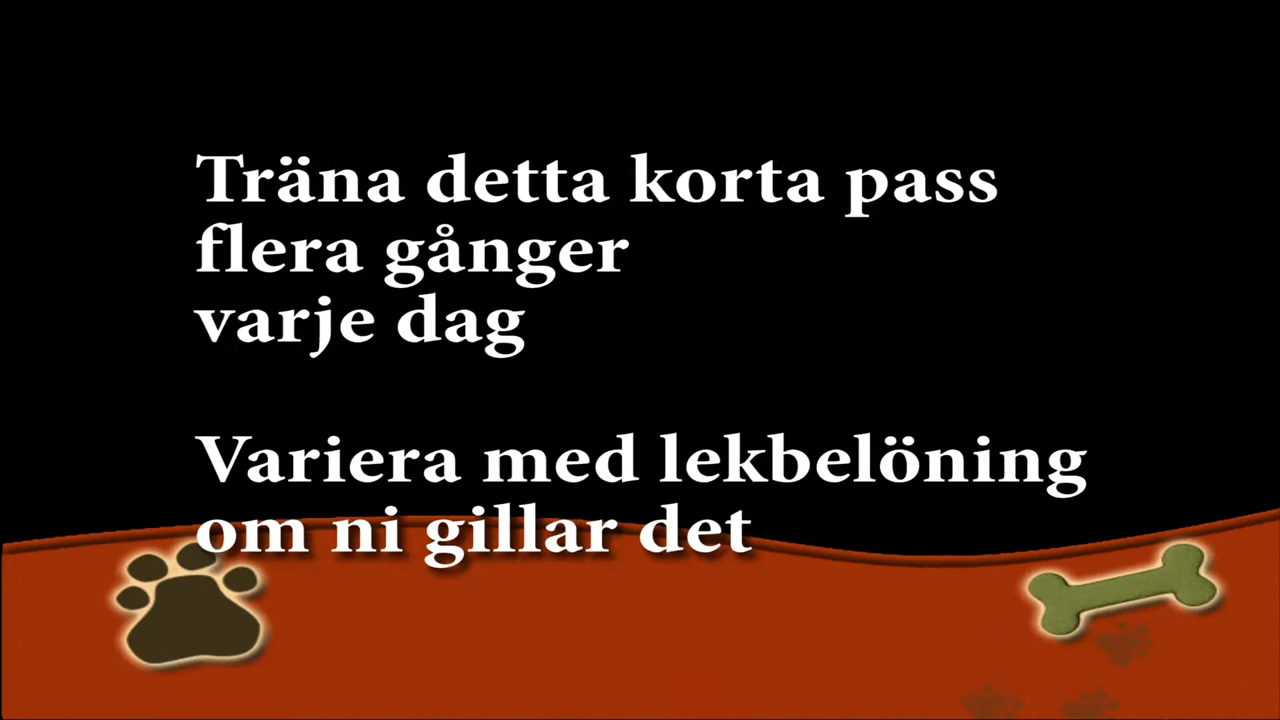 Träna detta korta pass
flera gånger
varje dag
Variera med lekbelöning
om ni gillar det